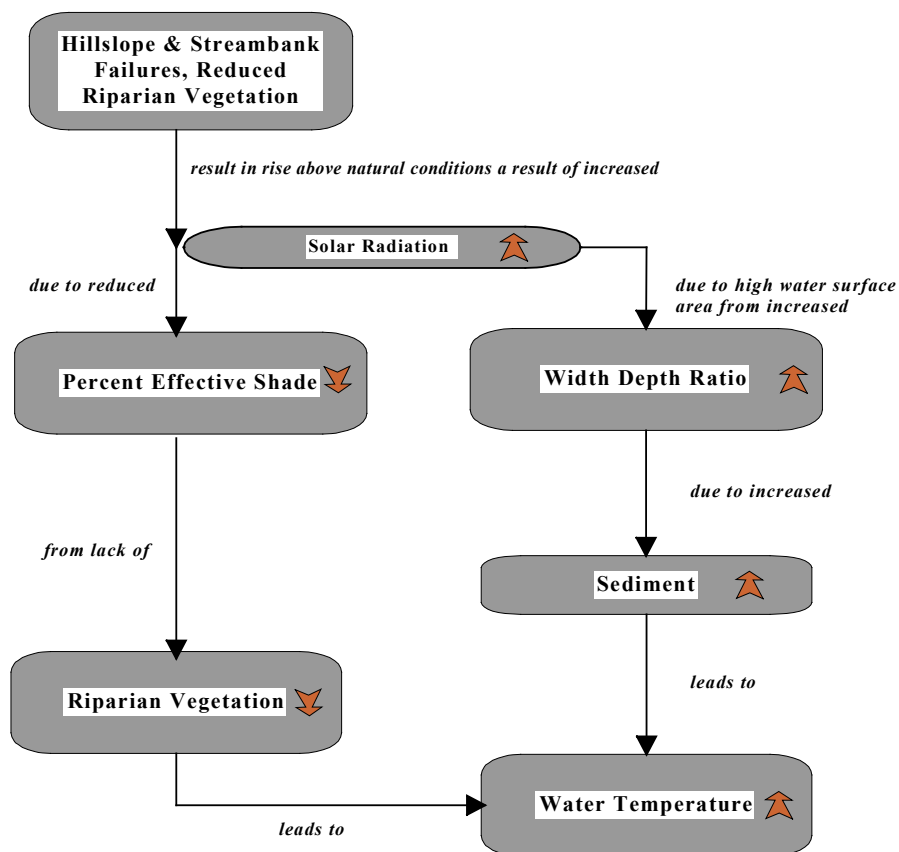 Hillslope & Streambank
Failures, Reduced
Riparian Vegetation
result in rise above natural conditions a result of increased
Solar Radiation
due to reduced
due to high water surface
area from increased
Percent Effective Shade
Width Depth Ratio
due to increased
from lack of
Sediment
Riparian Vegetation
leads to
Water Temperature
leads to